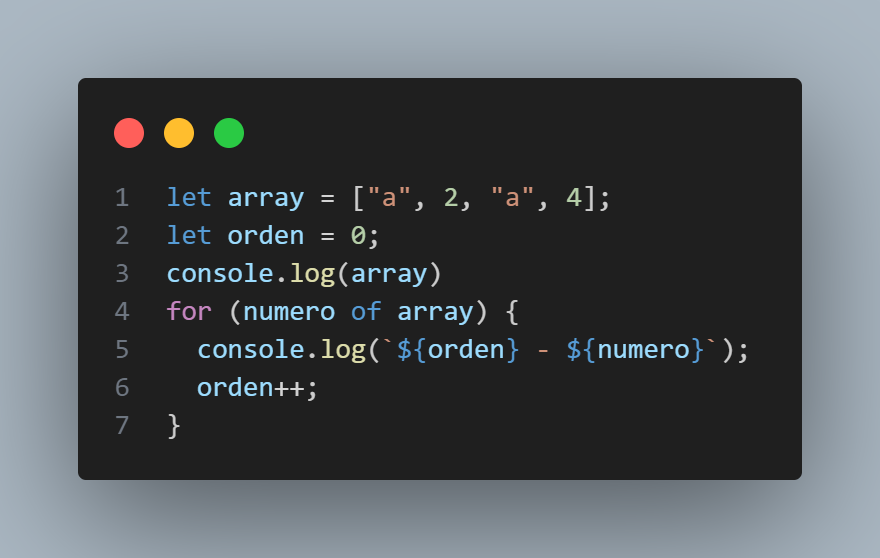 1 let array = ["a", 2, "a", 4];
2 let orden = 0;
3 console.log(array)
4 for (numero of array) {
5   console.log(`${orden} - ${numero}`);
6   orden++;
7 }